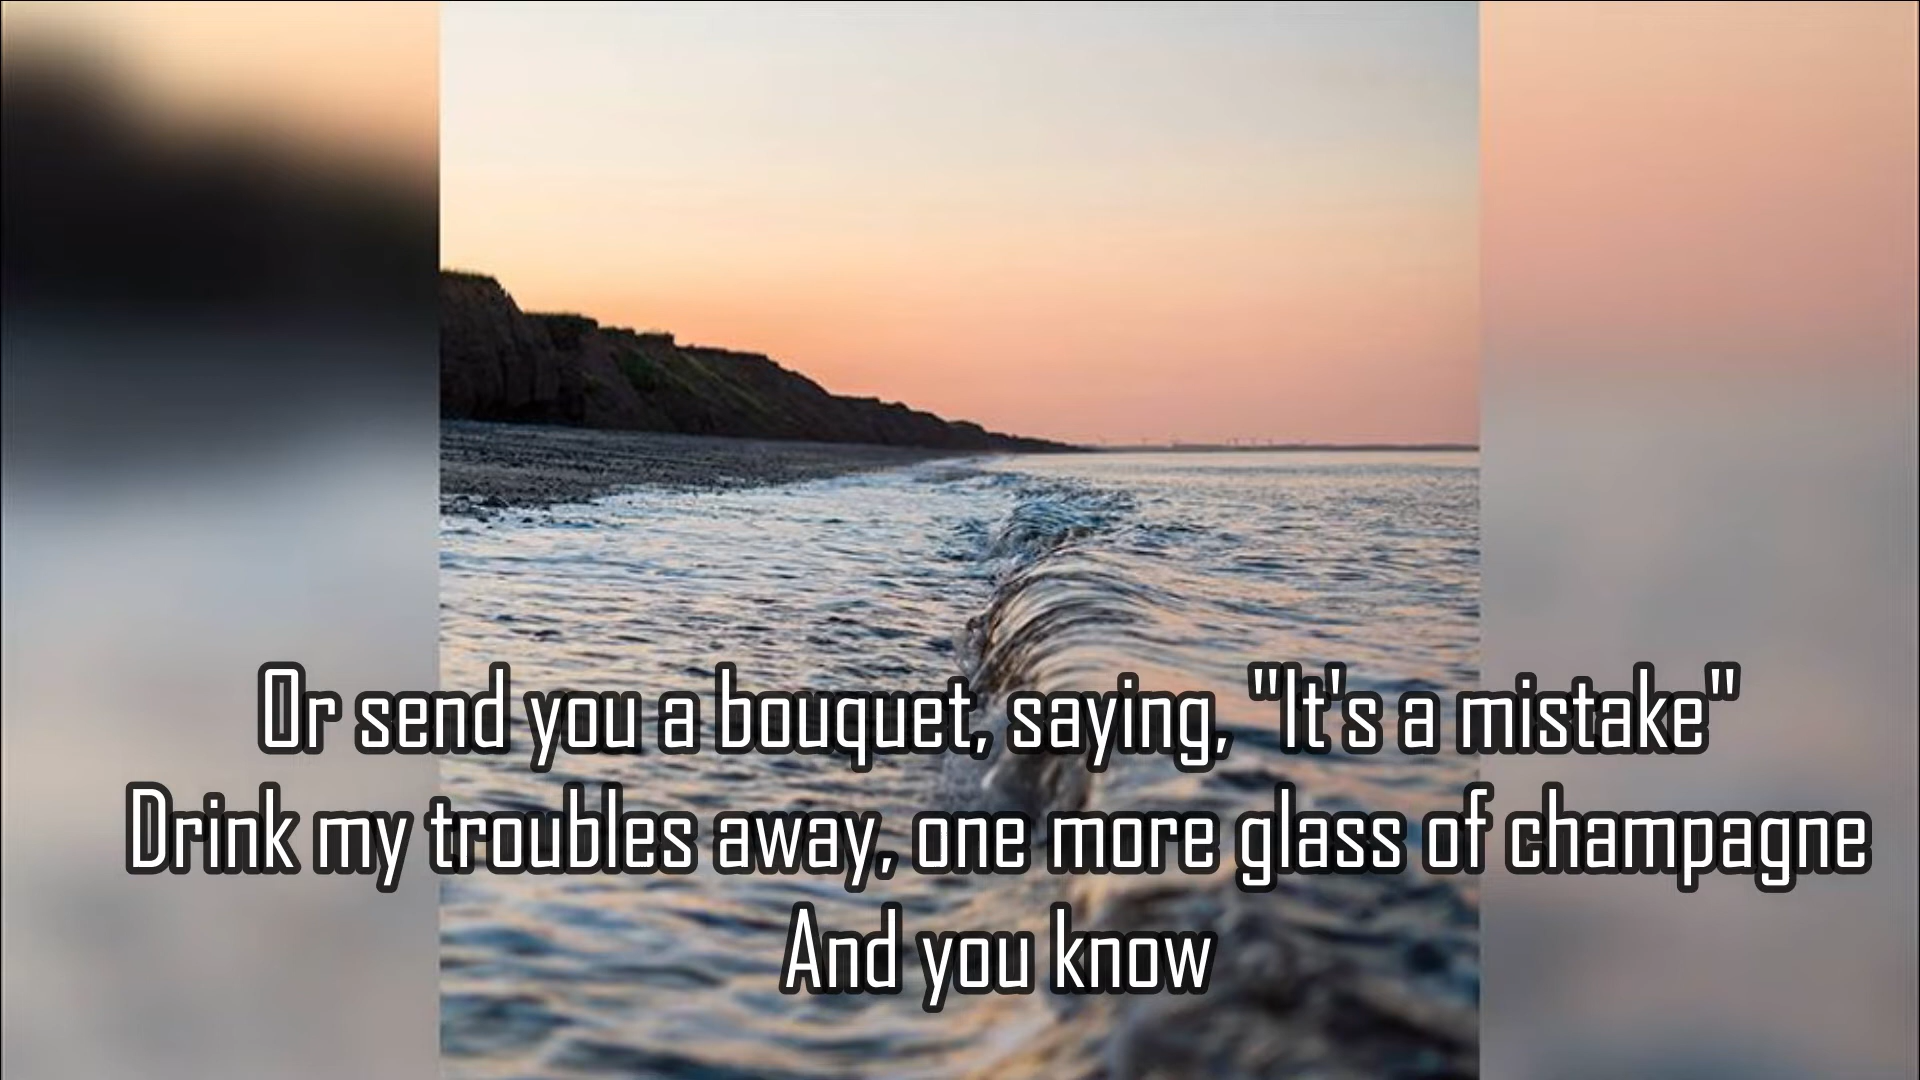 Or send you a bouquet, saying, "It's a mistake"
Drink my troubles away, one more glass of champagne
And you know